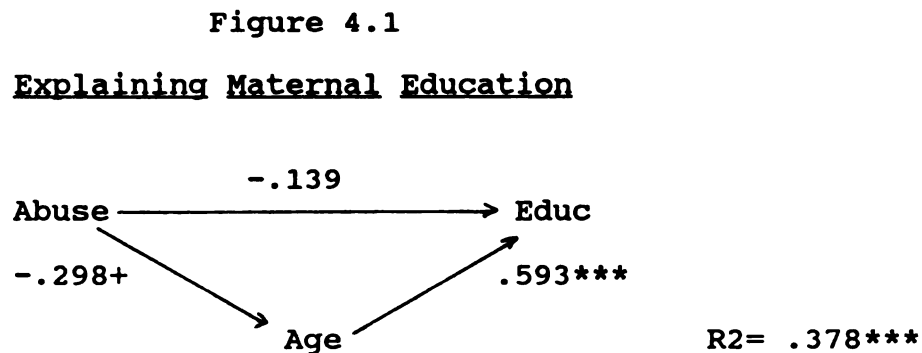 Figure 4.1
Explaining Maternal Education
-.139
Abuse Educ
-.298+ .593***
Age R2= .378***